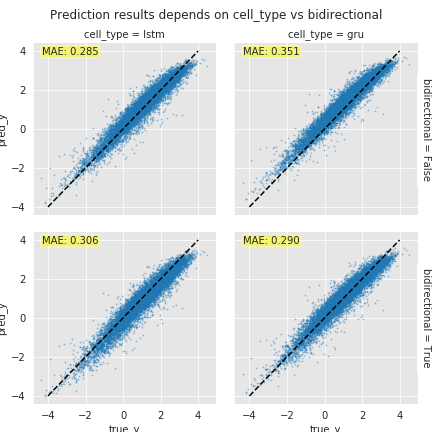 Prediction results depends on cell_type vs bidirectional
cell_type = lstm
cell_type = gru
MAE: 0.285
MAE: 0.351
4
2
0
−2
−4
pred_y
bidirectional = False
MAE: 0.306
MAE: 0.290
4
2
0
−2
−4
pred_y
bidirectional = True
−4 −2 0 2 4
−4 −2 0 2 4
true_y
true_y